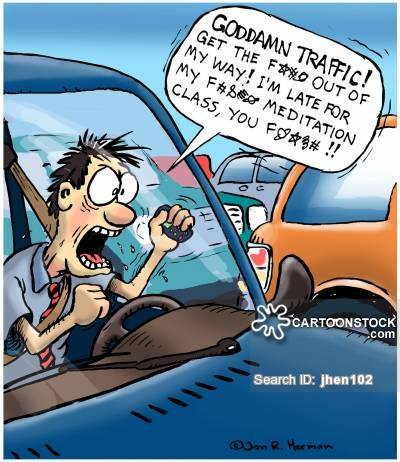 GODDAMN TRAFFIC!
GET THE F☆*%@ OUT OF
MY WAY! I'M LATE FOR
MY F#&@☆ MEDITATION
CLASS, YOU F@☆%# !!
CARTOONSTOCK
.com
Search ID: jhen102
©Jon R. Herman